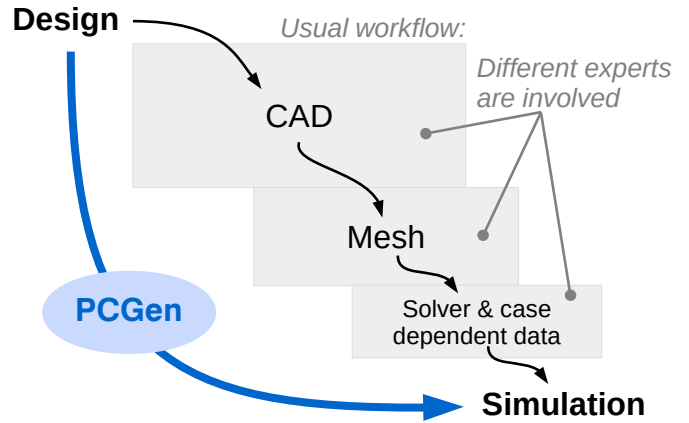 Design
Usual workflow:
Different experts
are involved
CAD
Mesh
PCGen
Solver & case
dependent data
Simulation